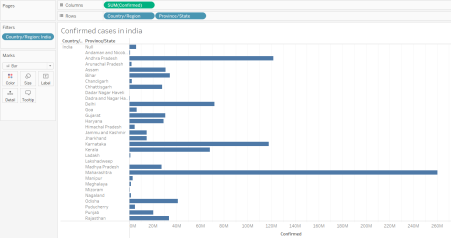 Pages
Columns
SUM(Confirmed)
Rows
Country/Region
Province/State
Filters
Country/Region: India
Marks
Bar
Color
Size
Label
Detail
Tooltip
Confirmed cases in india
Province/State
India
Null
Andaman and Nicob..
Andhra Pradesh
Arunachal Pradesh
Assam
Bihar
Chandigarh
Chhattisgarh
Dadar Nagar Haveli
Dadra and Nagar Ha..
Delhi
Goa
Gujarat
Haryana
Himachal Pradesh
Jammu and Kashmir
Jharkhand
Karnataka
Kerala
Ladakh
Lakshadweep
Madhya Pradesh
Maharashtra
Manipur
Meghalaya
Mizoram
Nagaland
Odisha
Puducherry
Punjab
Rajasthan
0M 20M 40M 60M 80M 100M 120M 140M 160M 180M 200M 220M 240M 260M
Confirmed